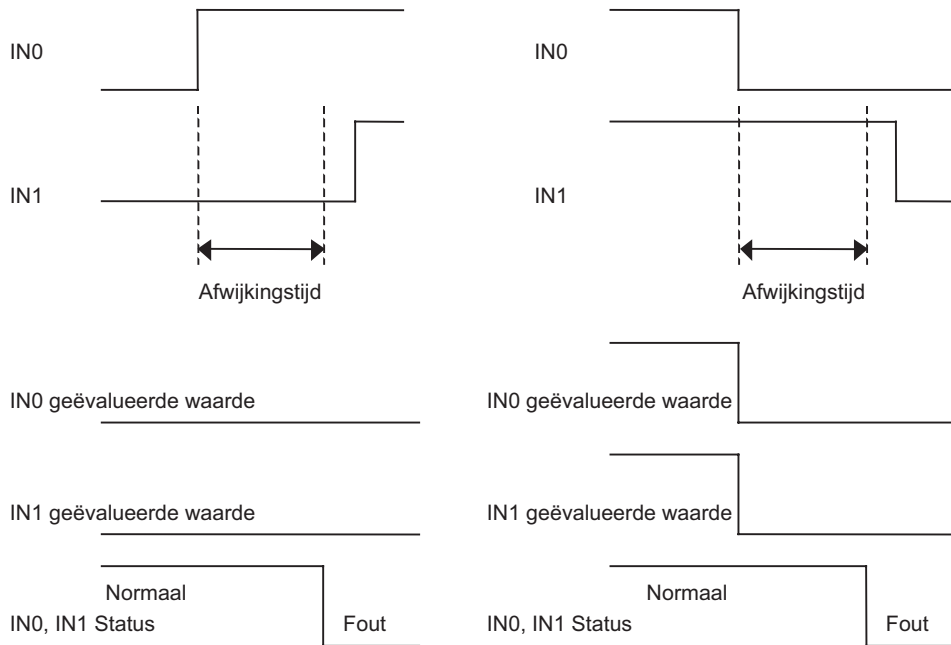 IN0
IN1
Afwijkingstijd
IN0 geëvalueerde waarde
IN1 geëvalueerde waarde
Normaal
IN0, IN1 Status
Fout
IN0
IN1
Afwijkingstijd
IN0 geëvalueerde waarde
IN1 geëvalueerde waarde
Normaal
IN0, IN1 Status
Fout